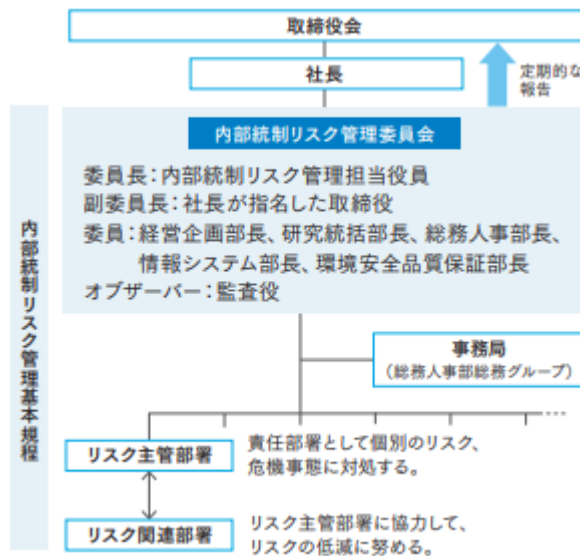 取締役会
社長
定期的な
報告
内部統制リスク管理基本規程
内部統制リスク管理委員会
委員長：内部統制リスク管理担当役員
副委員長：社長が指名した取締役
委員：経営企画部長、研究統括部長、総務人事部長、
情報システム部長、環境安全品質保証部長
オブザーバー：監査役
事務局
（総務人事部総務グループ）
リスク主管部署
責任部署として個別のリスク、
危機事態に対処する。
リスク関連部署
リスク主管部署に協力して、
リスクの低減に努める。